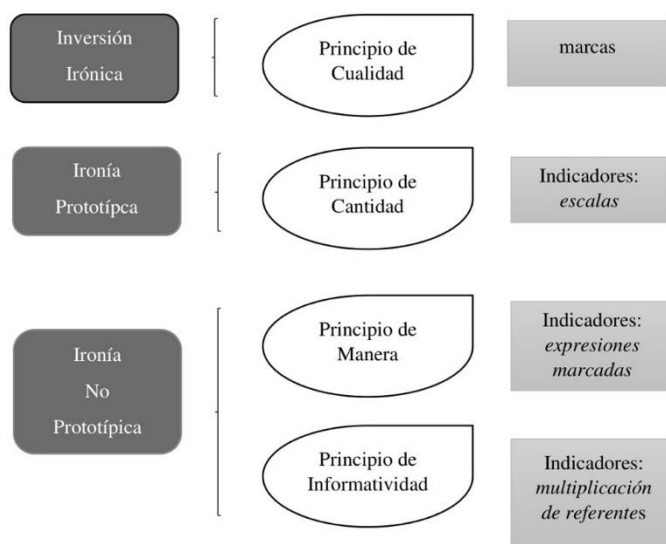 Inversión
Irónica
Principio de
Cualidad
marcas
Ironía
Prototípca
Principio de
Cantidad
Indicadores:
escalas
Ironía
No
Prototípica
Principio de
Manera
Indicadores:
expresiones
marcadas
Principio de
Informatividad
Indicadores:
multiplicación
de referentes